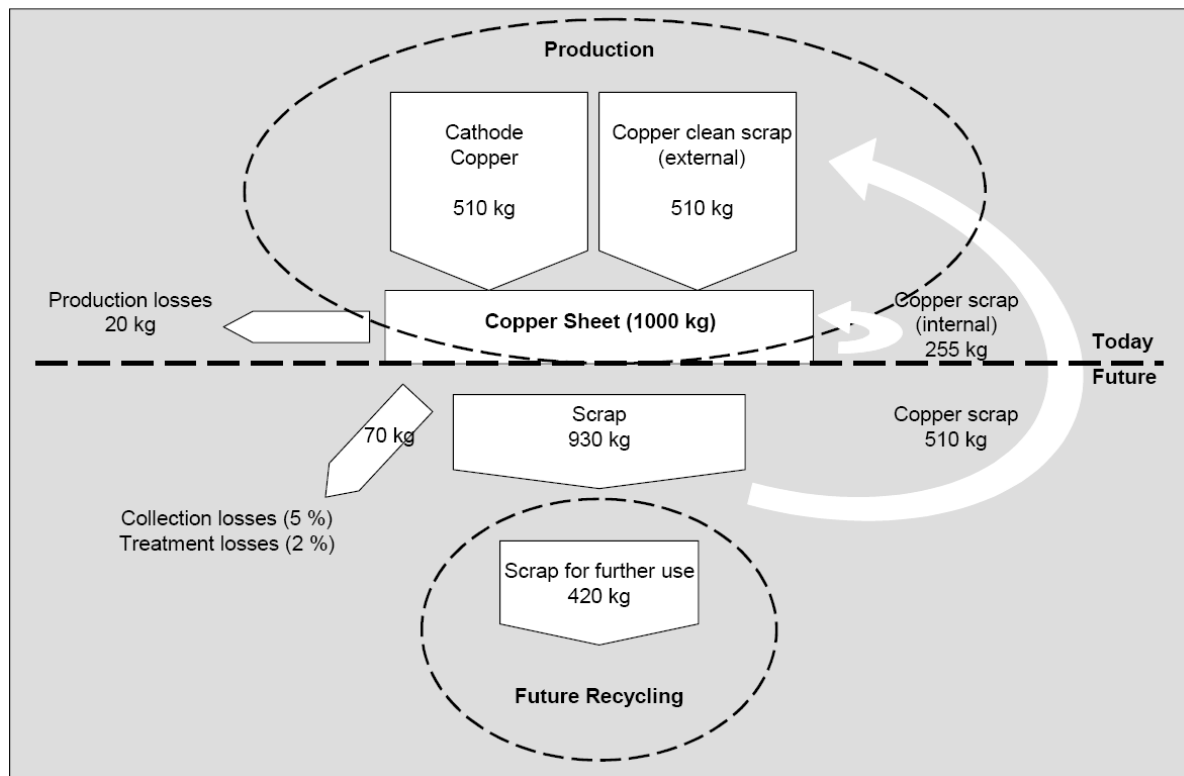 Production
Cathode
Copper
510 kg
Copper clean scrap
(external)
510 kg
Production losses
20 kg
Copper Sheet (1000 kg)
Copper scrap
(internal)
255 kg
Today
Future
70 kg
Scrap
930 kg
Copper scrap
510 kg
Collection losses (5 %)
Treatment losses (2 %)
Scrap for further use
420 kg
Future Recycling